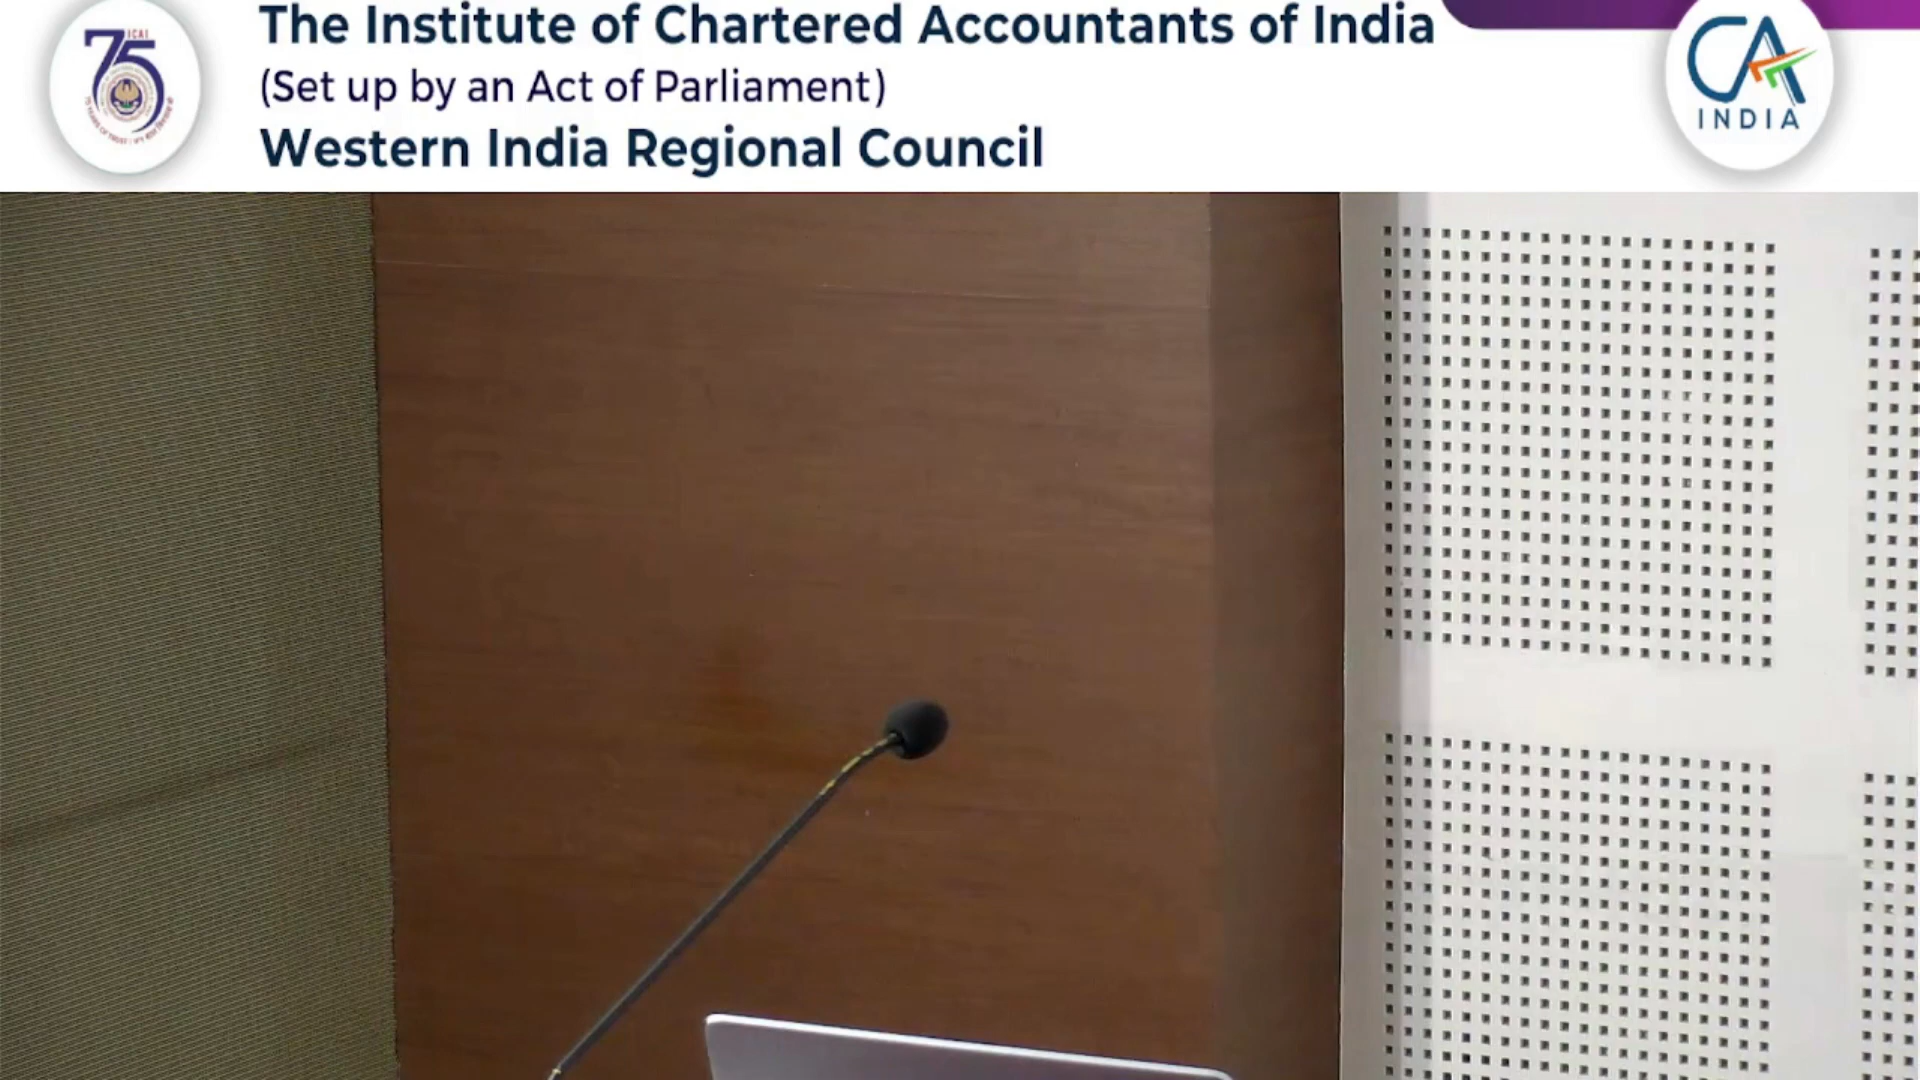 ICAI
75
The Institute of Chartered Accountants of India
(Set up by an Act of Parliament)
Western India Regional Council
CA
INDIA